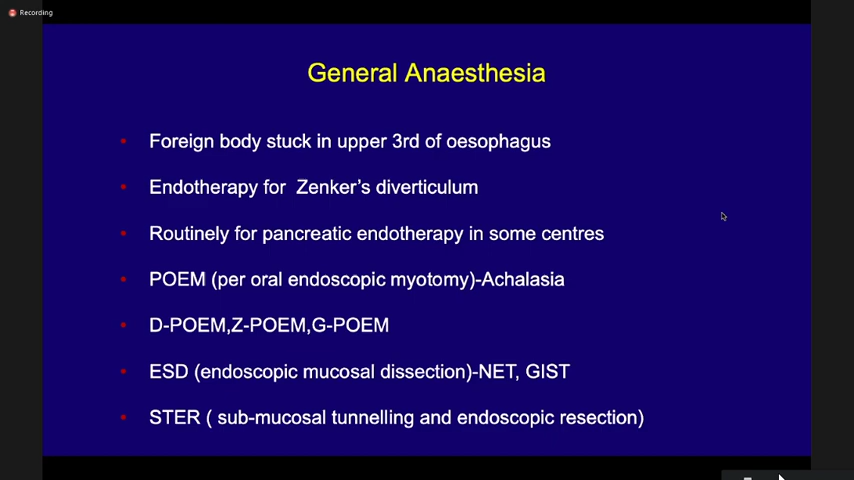 Recording
General Anaesthesia
• Foreign body stuck in upper 3rd of oesophagus
• Endotherapy for Zenker's diverticulum
• Routinely for pancreatic endotherapy in some centres
• POEM (per oral endoscopic myotomy)-Achalasia
• D-POEM,Z-POEM,G-POEM
• ESD (endoscopic mucosal dissection)-NET, GIST
• STER ( sub-mucosal tunnelling and endoscopic resection)